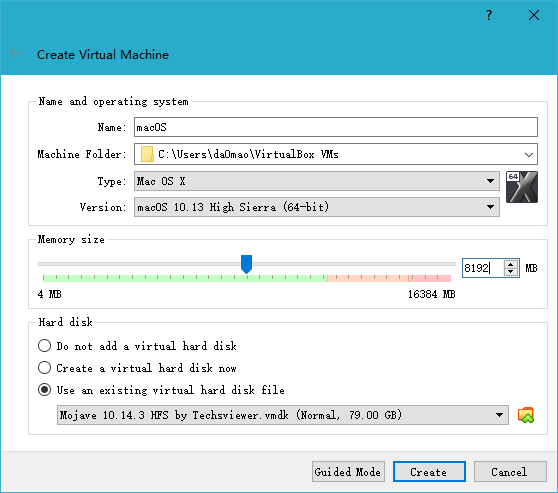 ?
Create Virtual Machine
Name and operating system
Name: macOS
Machine Folder: C:\Users\da0mao\VirtualBox VMs
Type: Mac OS X
64
Version: macOS 10.13 High Sierra (64-bit)
Memory size
8192 MB
4 MB 16384 MB
Hard disk
Do not add a virtual hard disk
Create a virtual hard disk now
Use an existing virtual hard disk file
Mojave 10.14.3 HFS by Techsviewer.vmdk (Normal, 79.00 GB)
Guided Mode Create Cancel